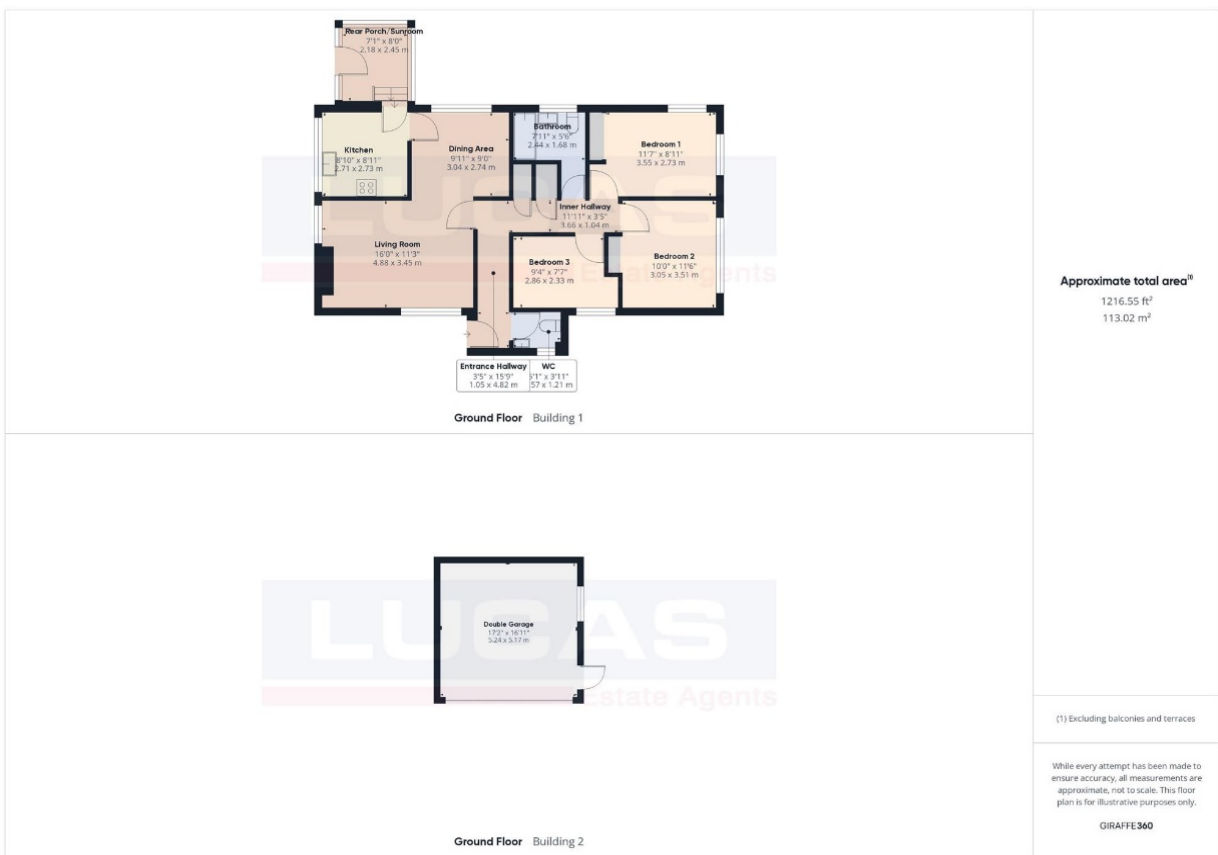 Rear Porch/Sunroom
7'1" x 8'0"
2.18 x 2.45 m
Kitchen
8'10" x 8'11"
2.71 x 2.73 m
Dining Area
9'11" x 9'0"
3.04 x 2.74 m
Bathroom
7'11" x 5'6"
2.44 x 1.68 m
Bedroom 1
11'7" x 8'11"
3.55 x 2.73 m
Inner Hallway
11'11" x 3'5"
3.66 x 1.04 m
Living Room
16'0" x 11'3"
4.88 x 3.45 m
Bedroom 3
9'4" x 7'7"
2.86 x 2.33 m
Bedroom 2
10'0" x 11'6"
3.05 x 3.51 m
LUCAS
Estate Agents
Entrance Hallway
3'5" x 15'9"
1.05 x 4.82 m
WC
x 3'11"
57 x 1.21 m
Ground Floor Building 1
LUCAS
Estate Agents
Double Garage
17'2" x 16'11"
5.24 x 5.17 m
Ground Floor Building 2
Approximate total area(1)
1216.55 ft²
113.02 m²
(1) Excluding balconies and terraces
While every attempt has been made to
ensure accuracy, all measurements are
approximate, not to scale. This floor
plan is for illustrative purposes only.
GIRAFFE360